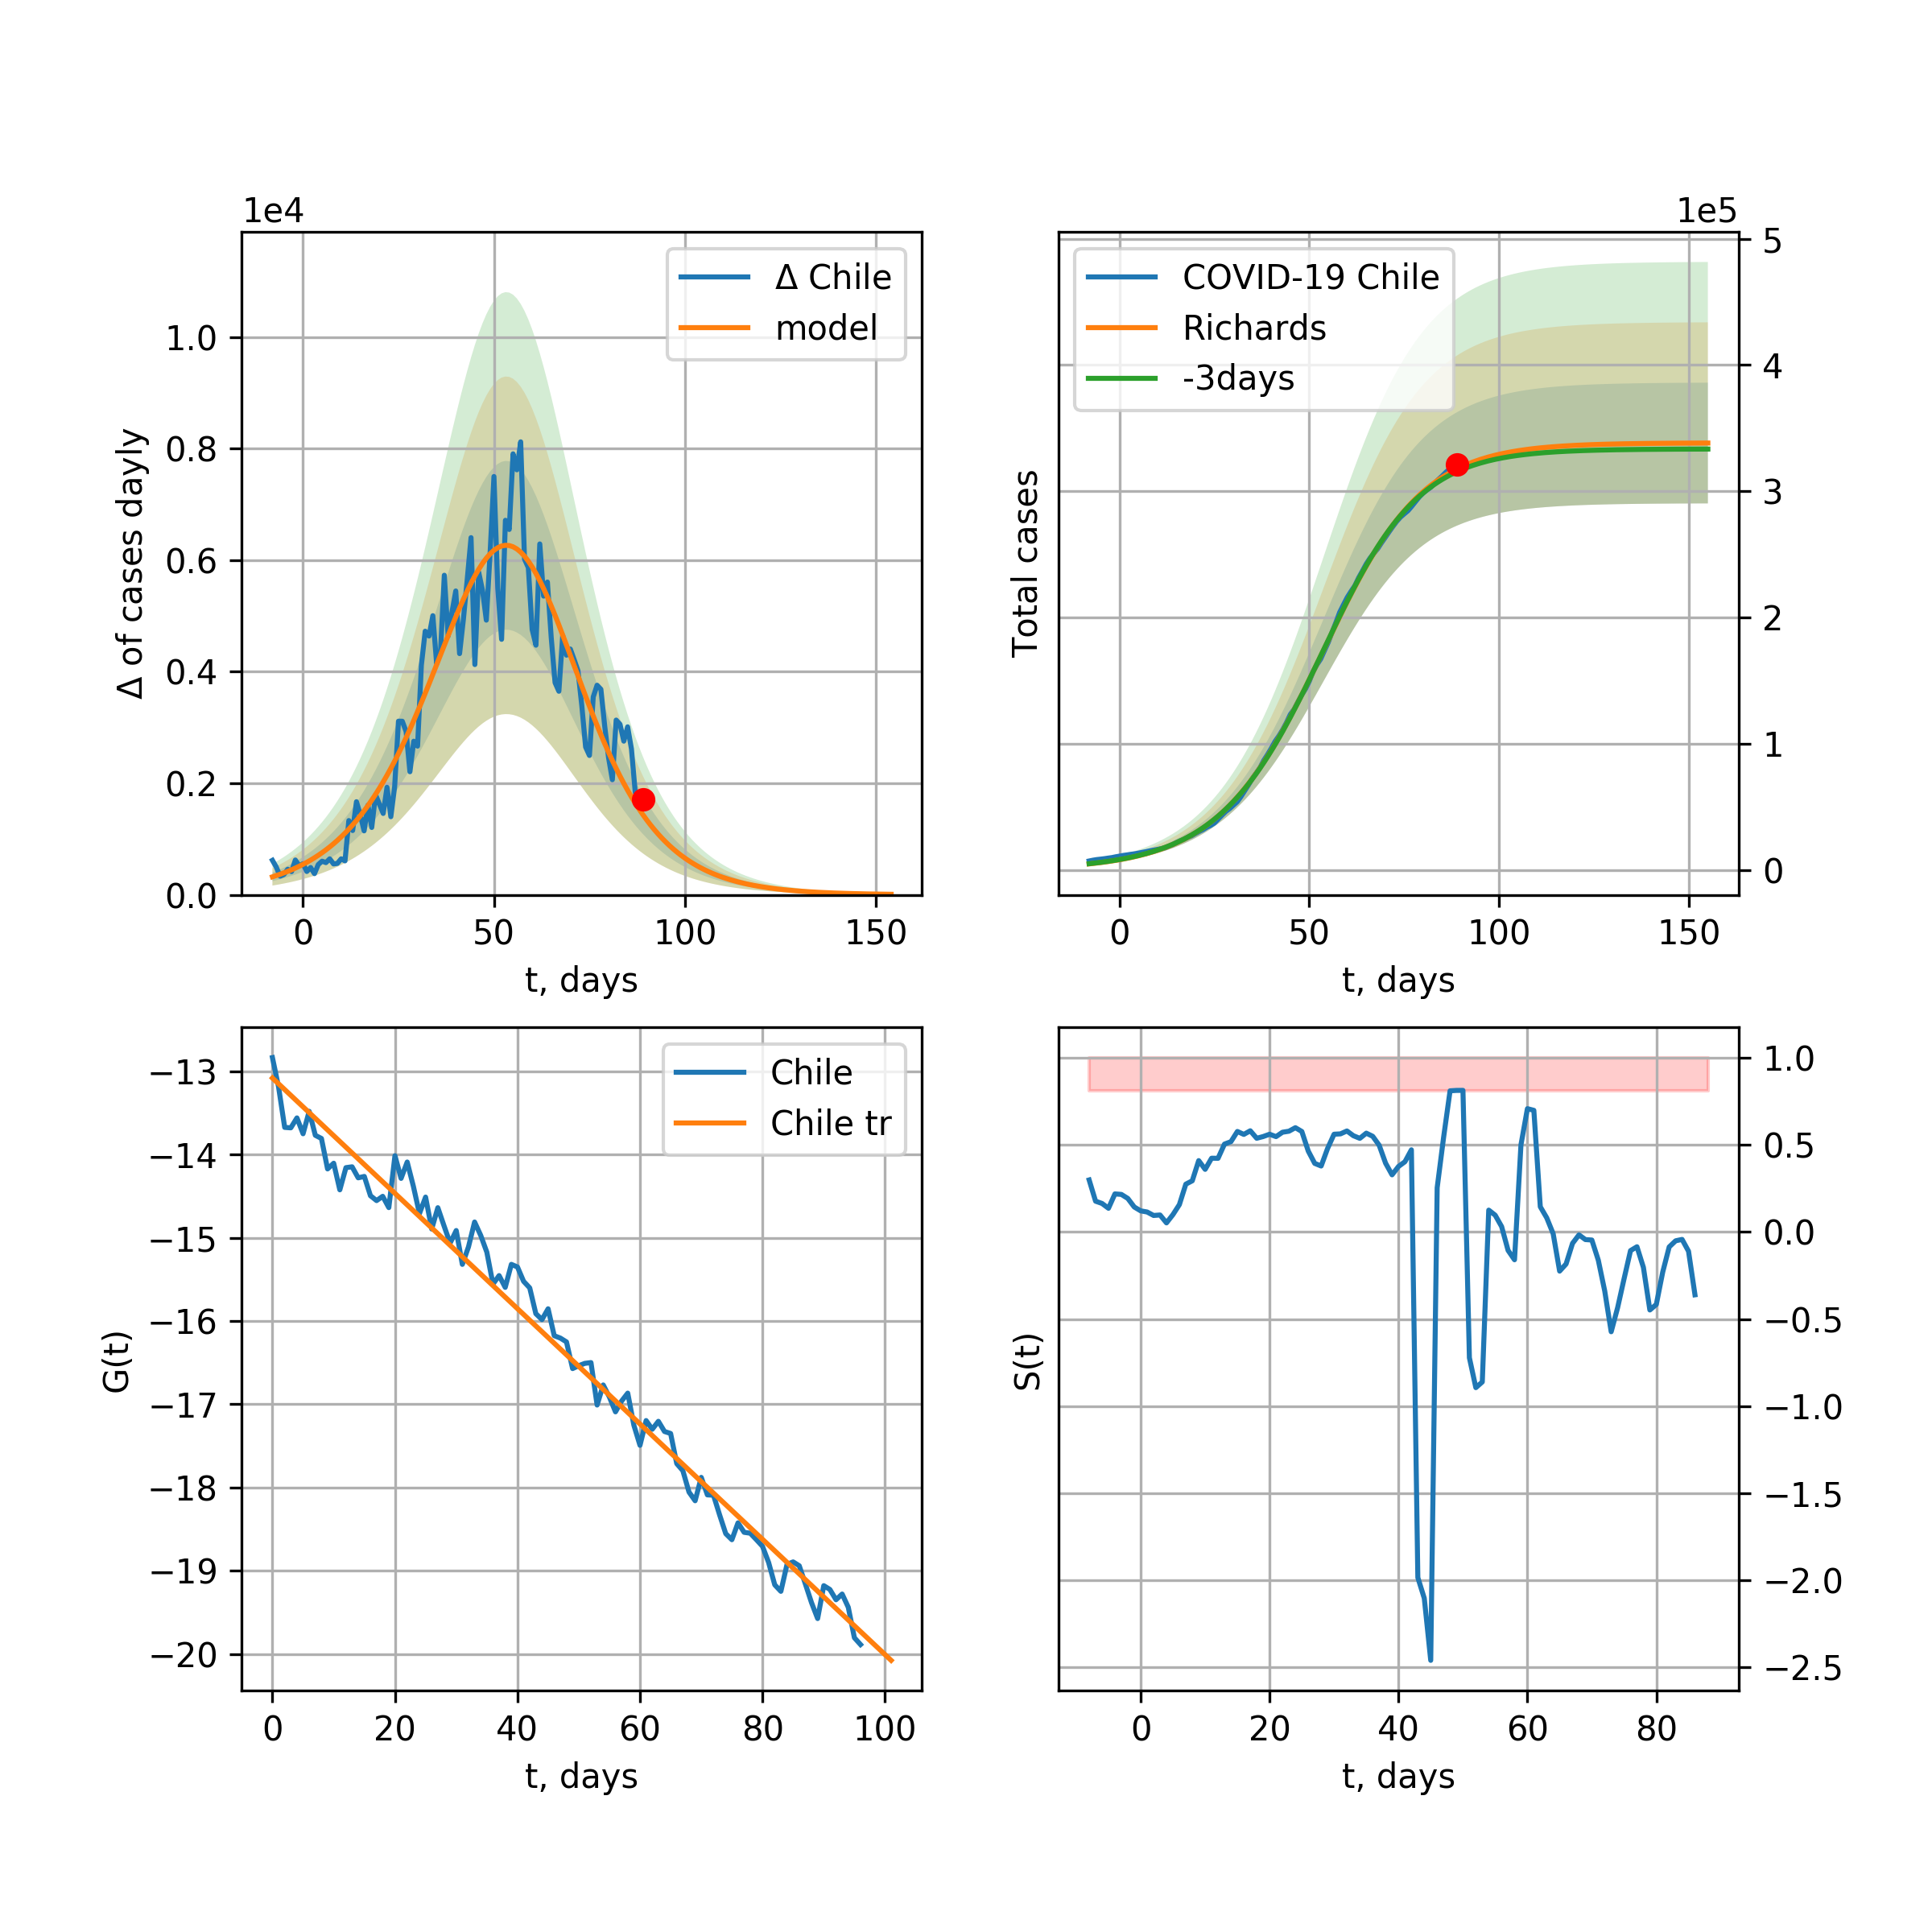 1e4
Δ of cases dayly
1.0
0.8
0.6
0.4
0.2
0.0
Δ Chile
model
0 50 100 150
t, days
1e5
Total cases
COVID-19 Chile
Richards
-3days
5
4
3
2
1
0
0 50 100 150
t, days
G(t)
−13
−14
−15
−16
−17
−18
−19
−20
Chile
Chile tr
0 20 40 60 80 100
t, days
S(t)
1.0
0.5
0.0
−0.5
−1.0
−1.5
−2.0
−2.5
0 20 40 60 80
t, days